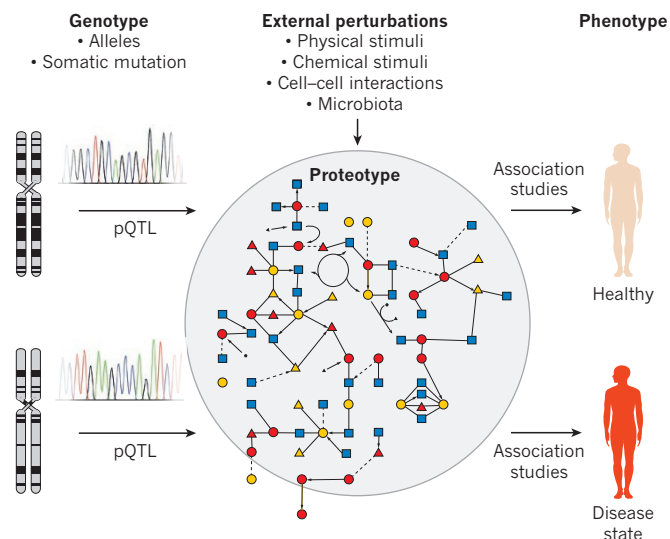 Genotype
• Alleles
• Somatic mutation
External perturbations
• Physical stimuli
• Chemical stimuli
• Cell–cell interactions
• Microbiota
Phenotype
Proteotype
pQTL
Association
studies
Healthy
pQTL
Association
studies
Disease
state